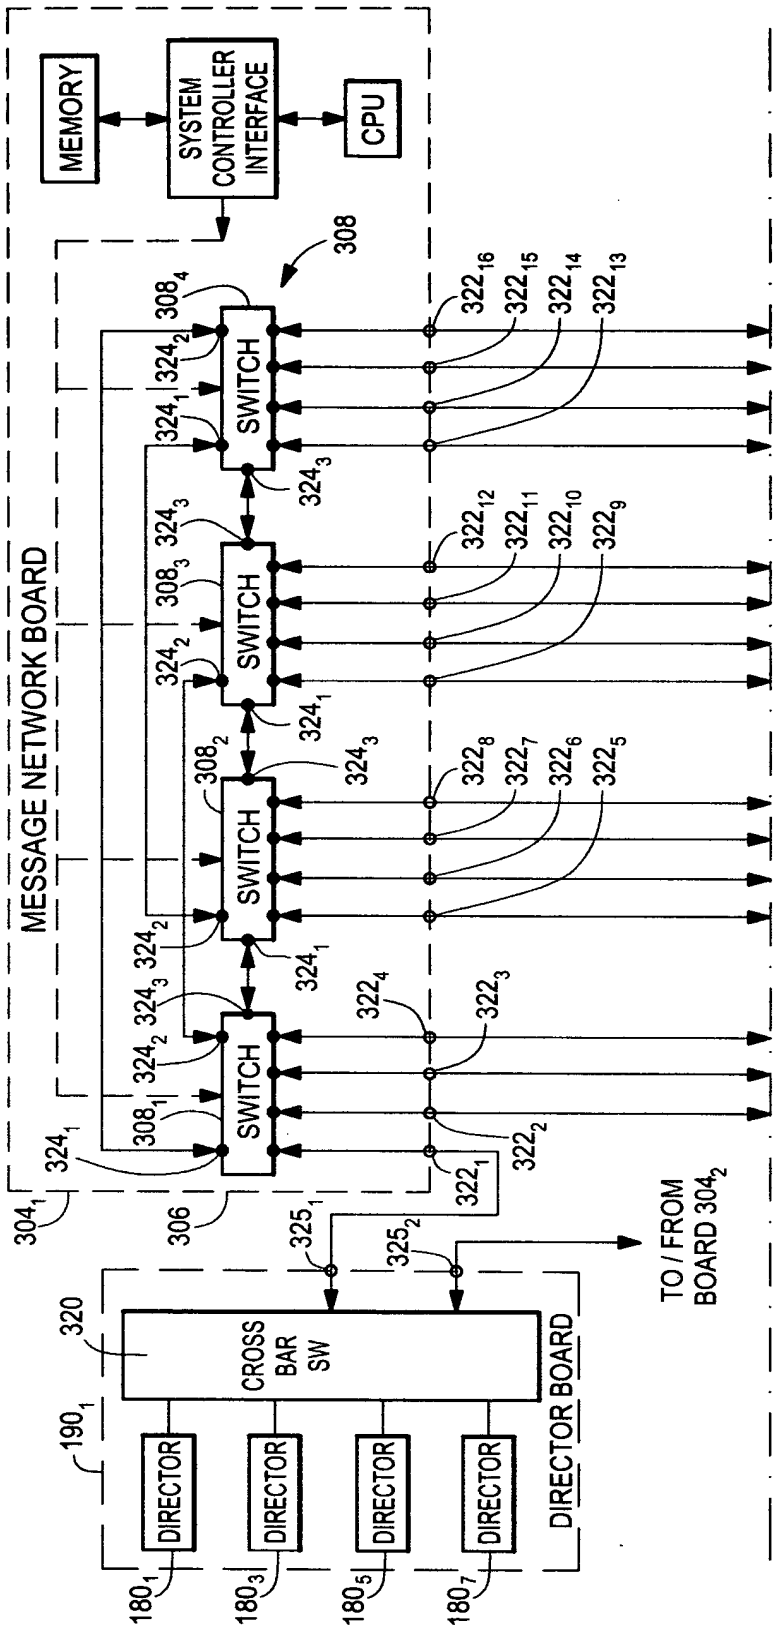 MESSAGE NETWORK BOARD
304₁
306
MEMORY
SYSTEM
CONTROLLER
INTERFACE
CPU
308
324₁
308₁
324₂
324₃
SWITCH
324₂
308₂
324₁
324₃
SWITCH
324₂
308₃
324₃
324₁
SWITCH
324₁
324₂
308₄
324₃
SWITCH
322₁
322₂
322₃
322₄
322₅
322₆
322₇
322₈
322₉
322₁₀
322₁₁
322₁₂
322₁₃
322₁₄
322₁₅
322₁₆
190₁
320
325₁
325₂
CROSS
BAR
SW
180₁
DIRECTOR
180₃
DIRECTOR
180₅
DIRECTOR
180₇
DIRECTOR
DIRECTOR BOARD
TO / FROM
BOARD 304₂